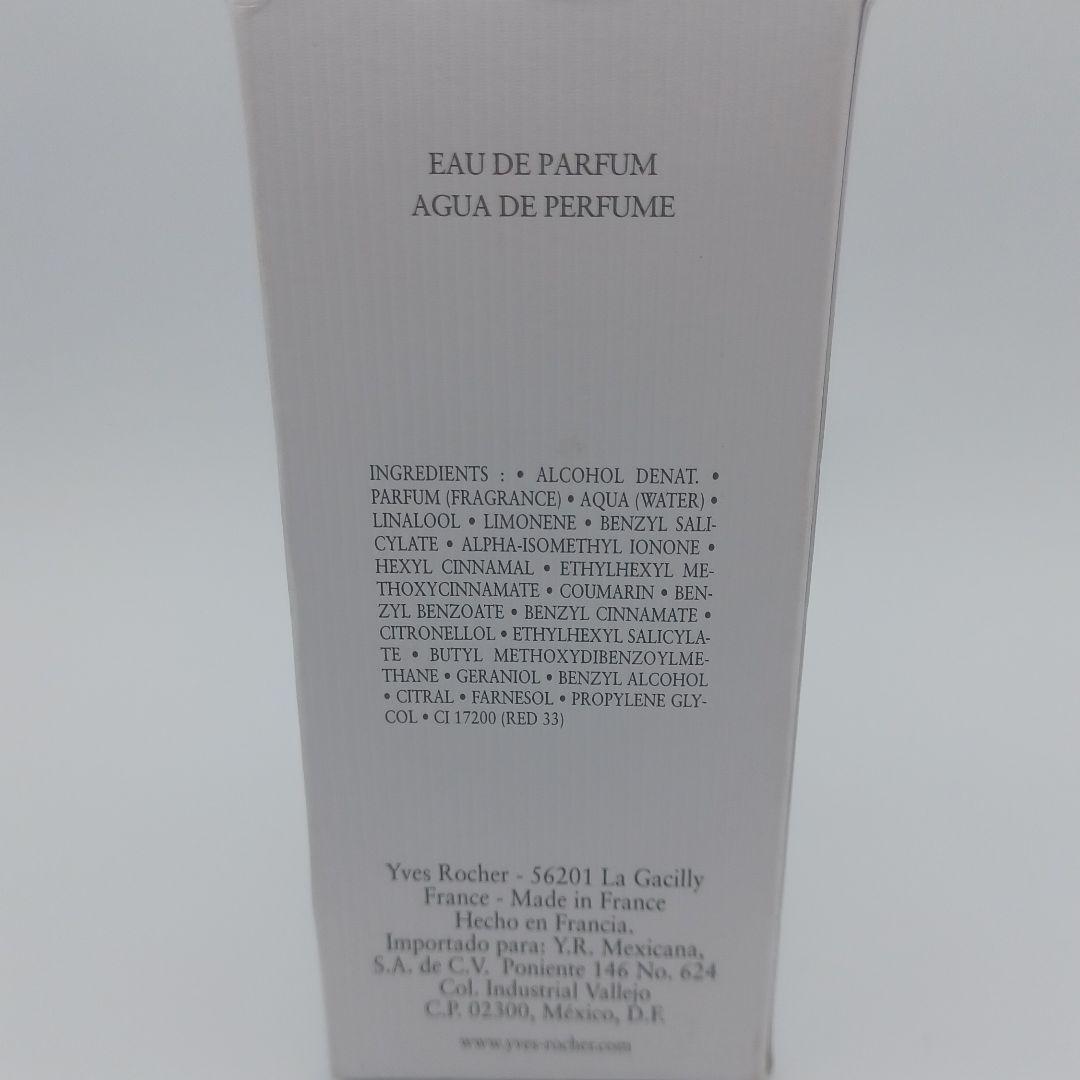 EAU DE PARFUM
AGUA DE PERFUME
INGREDIENTS : • ALCOHOL DENAT. •
PARFUM (FRAGRANCE) • AQUA (WATER) •
LINALOOL • LIMONENE • BENZYL SALI-
CYLATE • ALPHA-ISOMETHYL IONONE •
HEXYL CINNAMAL • ETHYLHEXYL ME-
THOXYCINNAMATE • COUMARIN • BEN-
ZYL BENZOATE • BENZYL CINNAMATE •
CITRONELLOL • ETHYLHEXYL SALICYLA-
TE • BUTYL METHOXYDIBENZOYLME-
THANE • GERANIOL • BENZYL ALCOHOL
• CITRAL • FARNESOL • PROPYLENE GLY-
COL • CI 17200 (RED 33)
Yves Rocher - 56201 La Gacilly
France - Made in France
Hecho en Francia.
Importado para: Y.R. Mexicana,
S.A. de C.V. Poniente 146 No. 624
Col. Industrial Vallejo
C.P. 02300, México, D.F.
www.yves-rocher.com